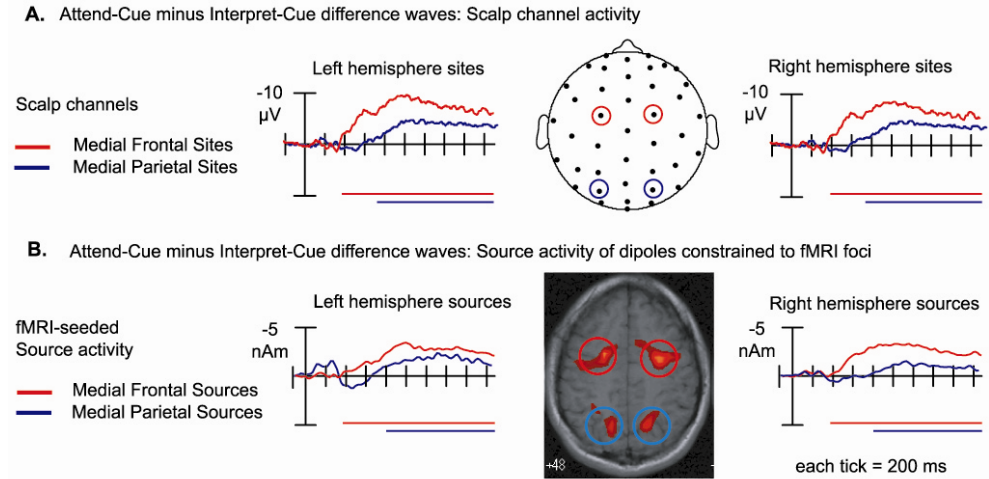 A. Attend-Cue minus Interpret-Cue difference waves: Scalp channel activity
Left hemisphere sites
Right hemisphere sites
Scalp channels
Medial Frontal Sites
Medial Parietal Sites
-10
µV
-10
µV
B. Attend-Cue minus Interpret-Cue difference waves: Source activity of dipoles constrained to fMRI foci
Left hemisphere sources
Right hemisphere sources
fMRI-seeded
Source activity
Medial Frontal Sources
Medial Parietal Sources
-5
nAm
-5
nAm
+48
each tick = 200 ms